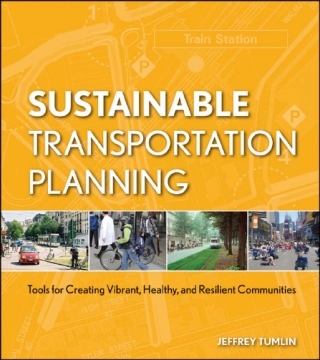 Train Station
P
P
SUSTAINABLE
TRANSPORTATION
PLANNING
Tools for Creating Vibrant, Healthy, and Resilient Communities
JEFFREY TUMLIN